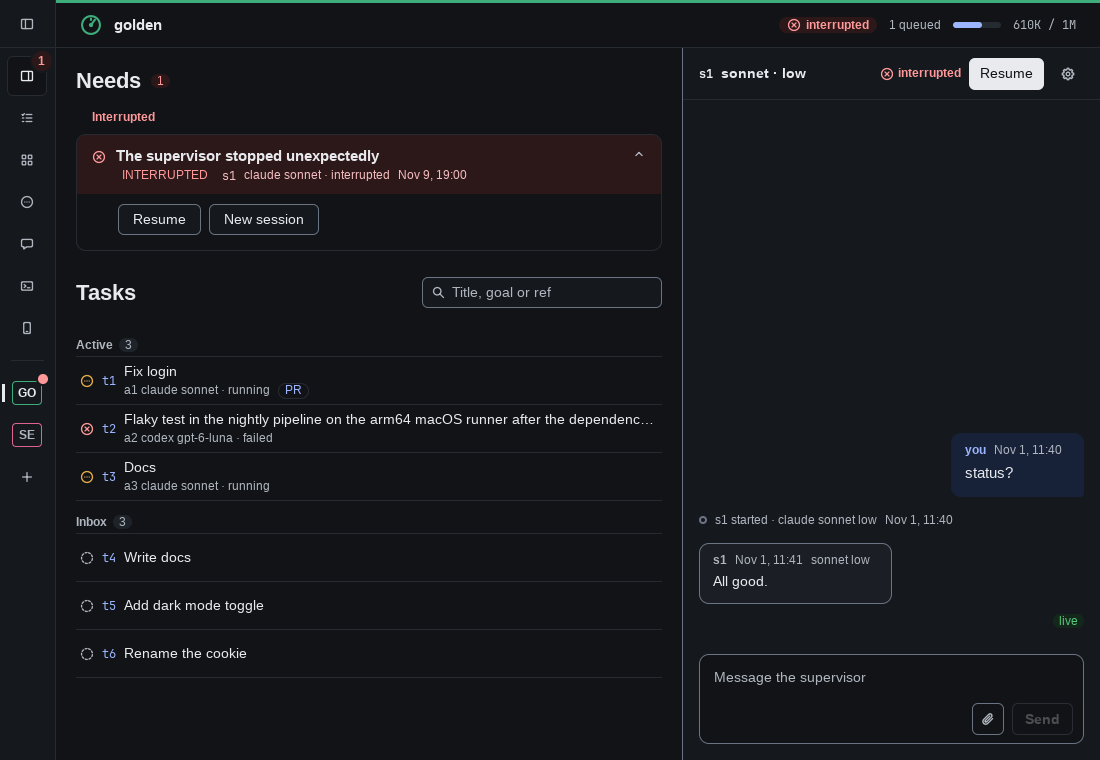 golden
interrupted
1 queued
610K / 1M
1
GO
SE
Needs 1
Interrupted
The supervisor stopped unexpectedly
INTERRUPTED s1 claude sonnet · interrupted Nov 9, 19:00
Resume
New session
Tasks
Title, goal or ref
Active 3
t1 Fix login
a1 claude sonnet · running PR
t2 Flaky test in the nightly pipeline on the arm64 macOS runner after the dependenc…
a2 codex gpt-6-luna · failed
t3 Docs
a3 claude sonnet · running
Inbox 3
t4 Write docs
t5 Add dark mode toggle
t6 Rename the cookie
s1 sonnet · low
interrupted
Resume
you Nov 1, 11:40
status?
s1 started · claude sonnet low Nov 1, 11:40
s1 Nov 1, 11:41 sonnet low
All good.
live
Message the supervisor
Send